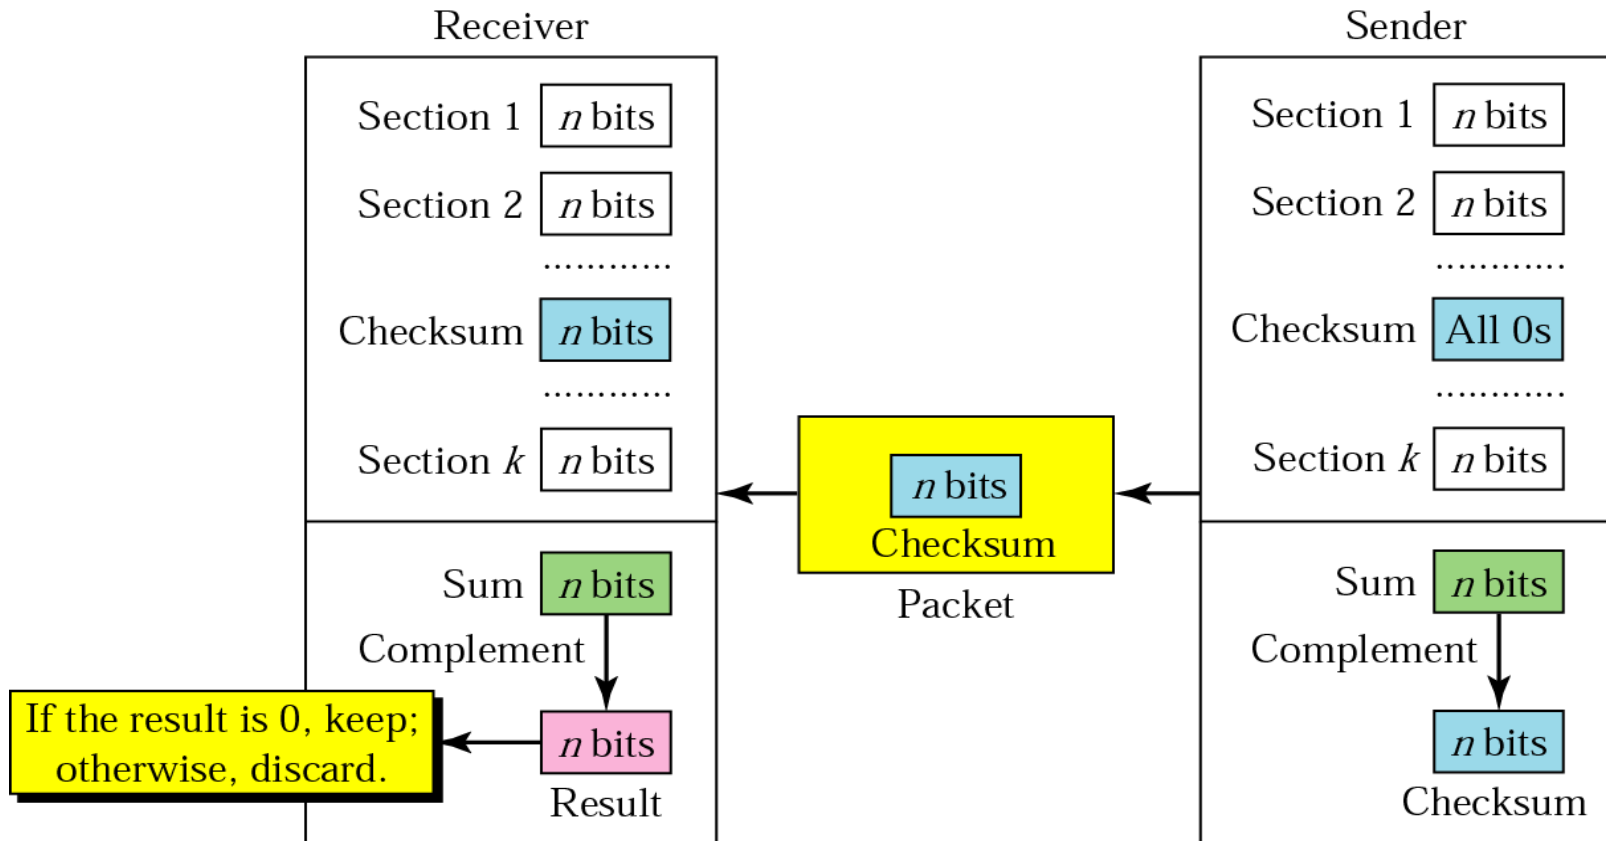 Receiver
Section 1 n bits
Section 2 n bits
............
Checksum n bits
............
Section k n bits
Sum n bits
Complement
n bits
Result
If the result is 0, keep;
otherwise, discard.
n bits
Checksum
Packet
Sender
Section 1 n bits
Section 2 n bits
............
Checksum All 0s
............
Section k n bits
Sum n bits
Complement
n bits
Checksum